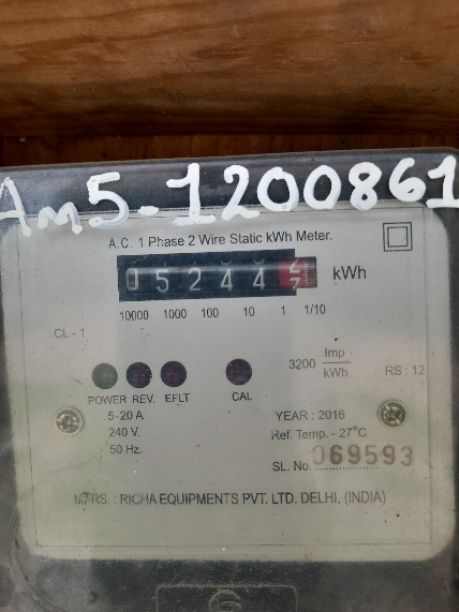 Am5-1200861
A.C. 1 Phase 2 Wire Static kWh Meter.
05244 kWh
10000 1000 100 10 1 1/10
CL - 1
3200 Imp/kWh
RS : 12
POWER REV. EFLT CAL
5-20 A
240 V.
50 Hz.
YEAR : 2016
Ref. Temp. - 27°C
SL. No. 069593
MFRS. : RICHA EQUIPMENTS PVT. LTD. DELHI, (INDIA)